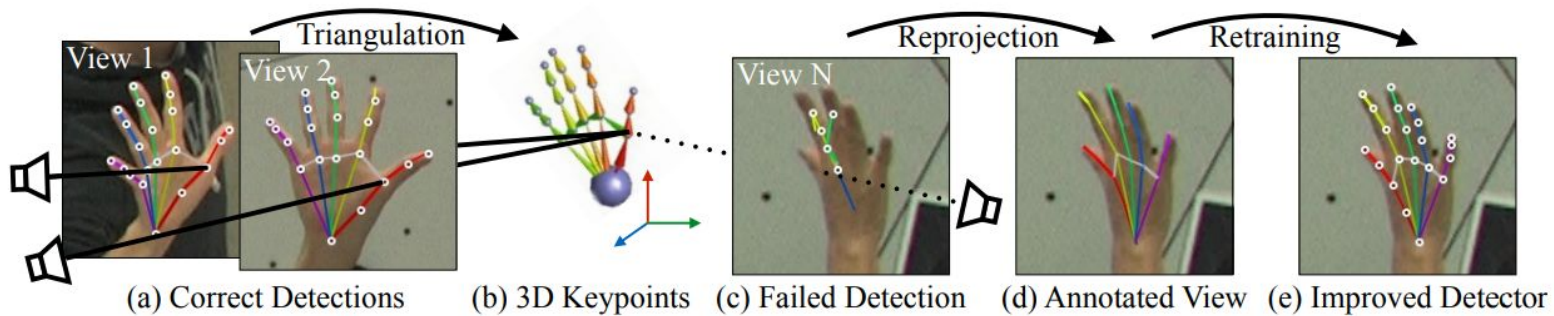 Triangulation
Reprojection
Retraining
View 1
View 2
View N
(a) Correct Detections
(b) 3D Keypoints
(c) Failed Detection
(d) Annotated View
(e) Improved Detector